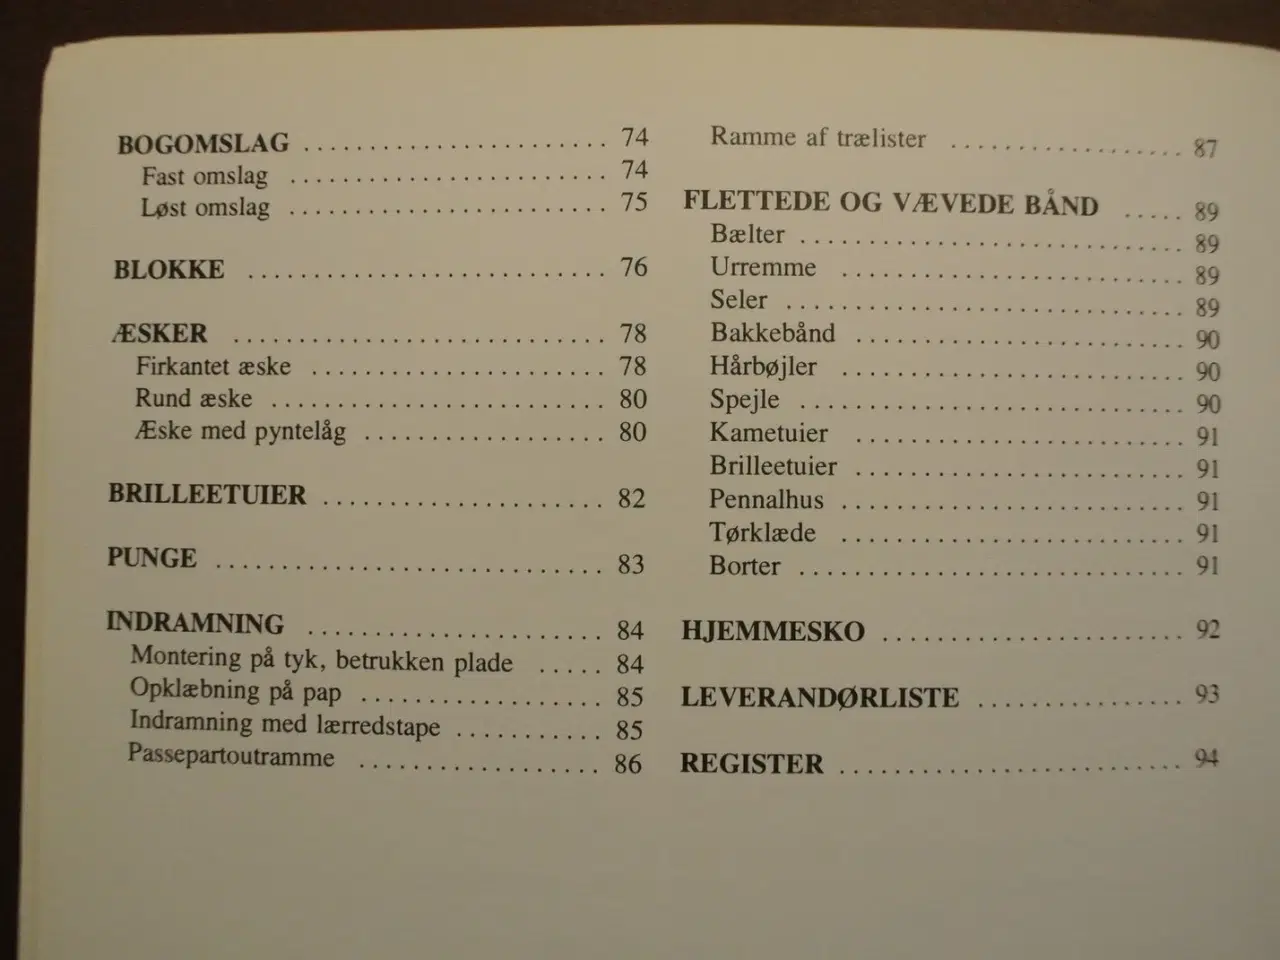 BOGOMSLAG ....................... 74
Fast omslag ........................ 74
Løst omslag ........................ 75
BLOKKE ........................... 76
ÆSKER ............................ 78
Firkantet æske ...................... 78
Rund æske ......................... 80
Æske med pyntelåg .................. 80
BRILLEETUIER ..................... 82
PUNGE ............................. 83
INDRAMNING ...................... 84
Montering på tyk, betrukken plade ..... 84
Opklæbning på pap .................. 85
Indramning med lærredstape ........... 85
Passepartoutramme ................... 86
Ramme af trælister .................. 87
FLETTEDE OG VÆVEDE BÅND ..... 89
Bælter ............................ 89
Urremme ......................... 89
Seler ............................. 89
Bakkebånd ........................ 90
Hårbøjler ......................... 90
Spejle ............................ 90
Kametuier ........................ 91
Brilleetuier ........................ 91
Pennalhus ......................... 91
Tørklæde ......................... 91
Borter ............................ 91
HJEMMESKO ...................... 92
LEVERANDØRLISTE ............... 93
REGISTER ......................... 94